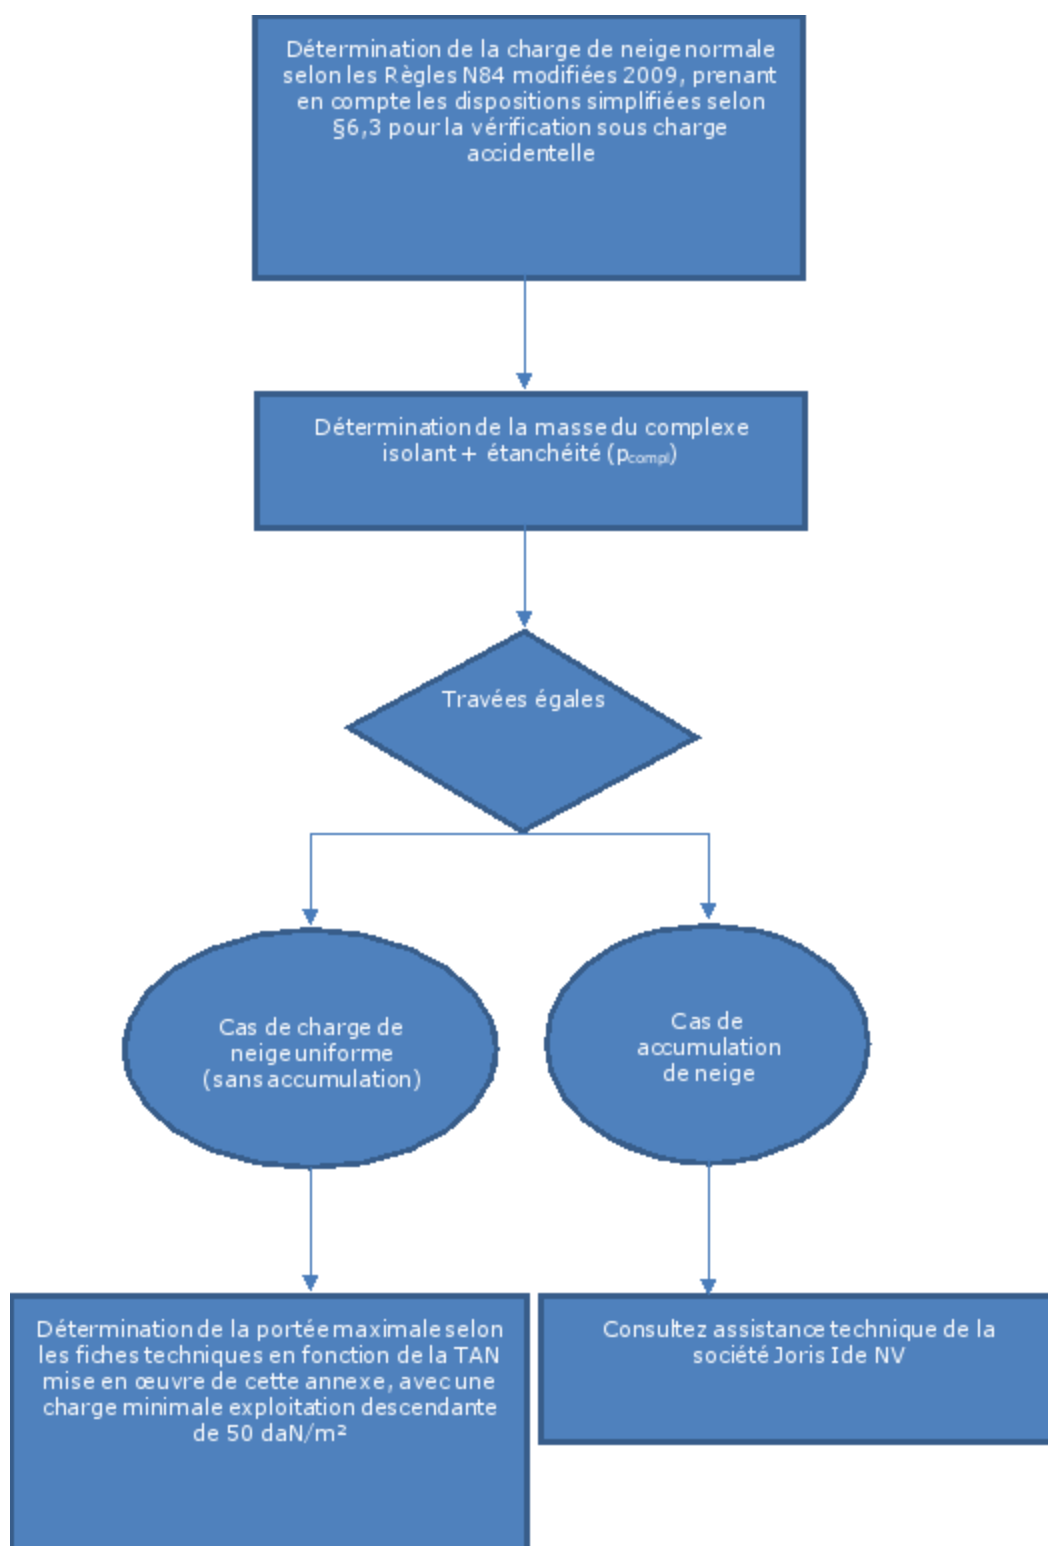 Détermination de la charge de neige normale
selon les Règles N84 modifiées 2009, prenant
en compte les dispositions simplifiées selon
§6,3 pour la vérification sous charge
accidentelle
Détermination de la masse du complexe
isolant + étanchéité (pcompl)
Travées égales
Cas de charge de
neige uniforme
(sans accumulation)
Cas de
accumulation
de neige
Détermination de la portée maximale selon
les fiches techniques en fonction de la TAN
mise en œuvre de cette annexe, avec une
charge minimale exploitation descendante
de 50 daN/m²
Consultez assistance technique de la
société Joris Ide NV